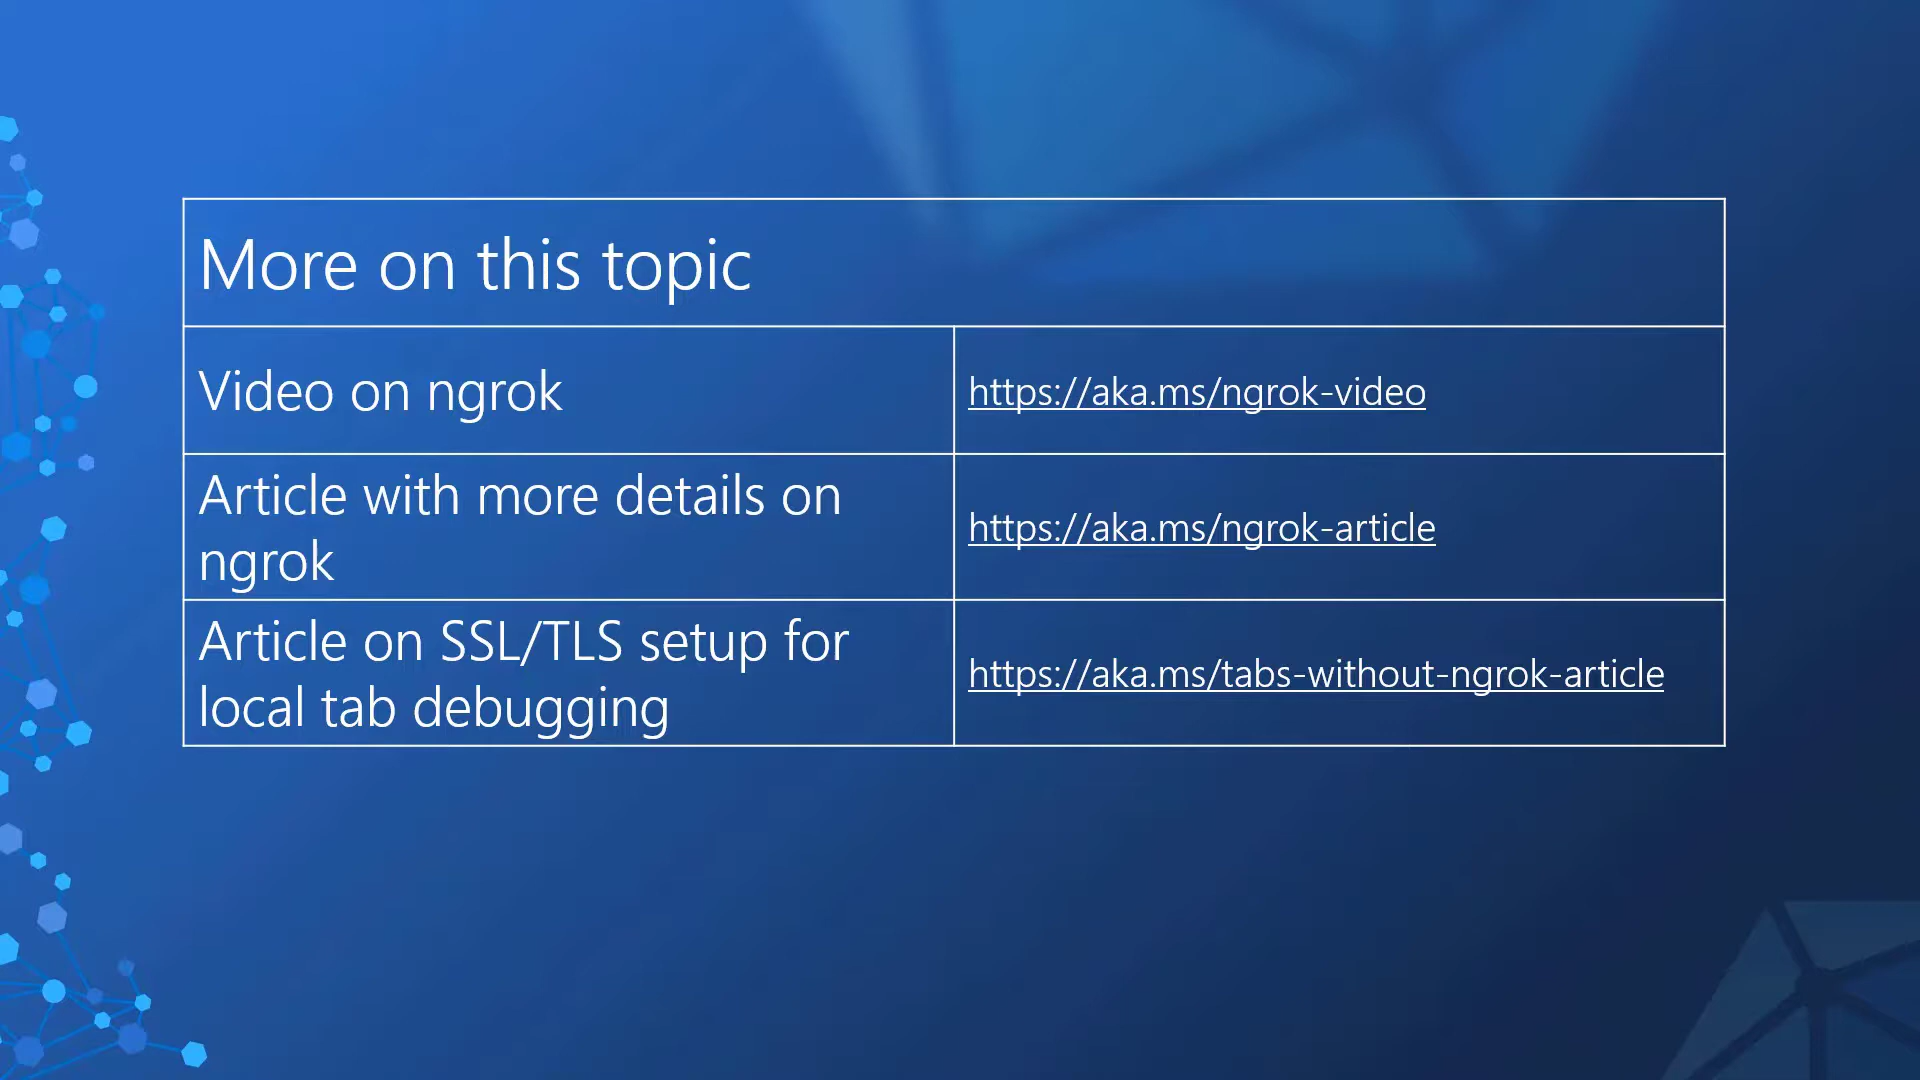 More on this topic
Video on ngrok
https://aka.ms/ngrok-video
Article with more details on
ngrok
https://aka.ms/ngrok-article
Article on SSL/TLS setup for
local tab debugging
https://aka.ms/tabs-without-ngrok-article